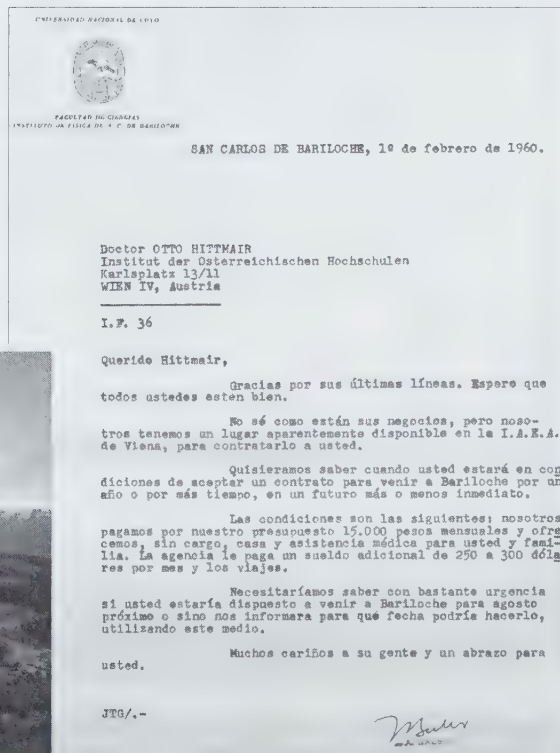 UNIVERSIDAD NACIONAL DE CUYO
FACULTAD DE CIENCIAS
INSTITUTO DE FISICA DE S. C. DE BARILOCHE
SAN CARLOS DE BARILOCHE, 1º de febrero de 1960.
Doctor OTTO HITTMAIR
Institut der Österreichischen Hochschulen
Karlsplatz 13/11
WIEN IV, Austria
I.F. 36
Querido Hittmair,
Gracias por sus últimas líneas. Espero que
todos ustedes estén bien.
No sé como están sus negocios, pero noso-
tros tenemos un lugar aparentemente disponible en la I.A.E.A.
de Viena, para contratarlo a usted.
Quisieramos saber cuando usted estará en con
diciones de aceptar un contrato para venir a Bariloche por un
año o por más tiempo, en un futuro más o menos inmediato.
Las condiciones son las siguientes: nosotros
pagamos por nuestro presupuesto 15.000 pesos mensuales y ofre
cemos, sin cargo, casa y asistencia médica para usted y fami-
lia. La agencia le paga un sueldo adicional de 250 a 300 dóla
res por mes y los viajes.
Necesitaríamos saber con bastante urgencia
si usted estaría dispuesto a venir a Bariloche para agosto
próximo o sino nos informara para qué fecha podría hacerlo,
utilizando este medio.
Muchos cariños a su gente y un abrazo para
usted.
JTG/.-